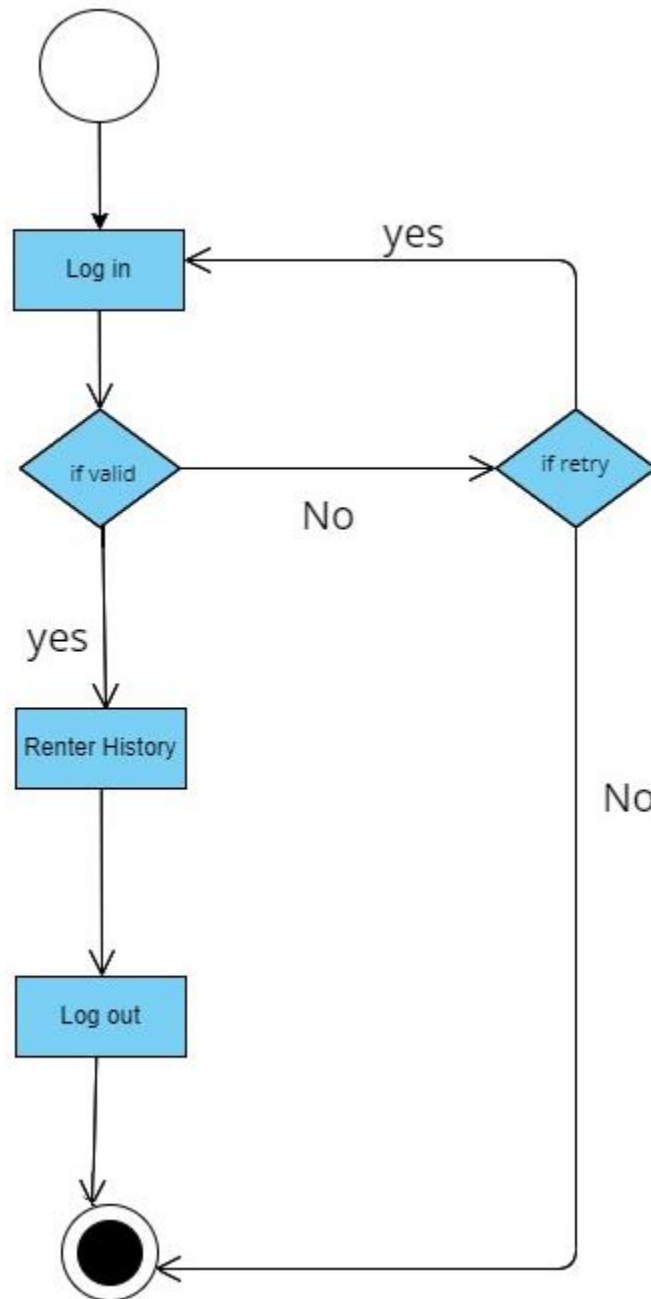 Log in
yes
if valid
if retry
No
yes
Renter History
No
Log out